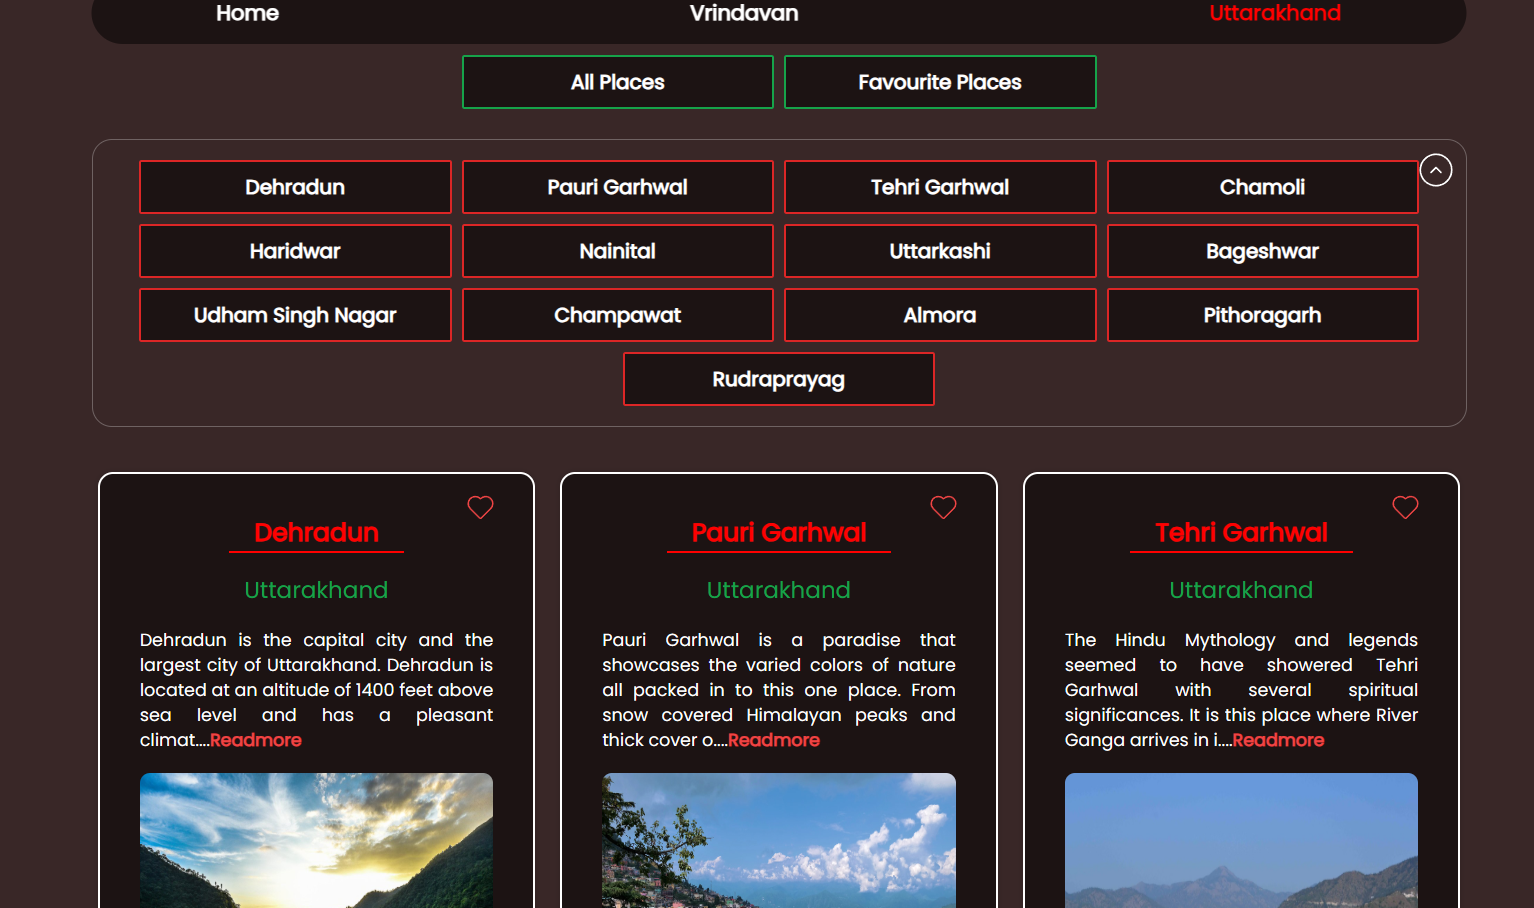 Home Vrindavan Uttarakhand
All Places Favourite Places
Dehradun Pauri Garhwal Tehri Garhwal Chamoli
Haridwar Nainital Uttarkashi Bageshwar
Udham Singh Nagar Champawat Almora Pithoragarh
Rudraprayag
Dehradun
Uttarakhand
Dehradun is the capital city and the
largest city of Uttarakhand. Dehradun is
located at an altitude of 1400 feet above
sea level and has a pleasant
climat....Readmore
Pauri Garhwal
Uttarakhand
Pauri Garhwal is a paradise that
showcases the varied colors of nature
all packed in to this one place. From
snow covered Himalayan peaks and
thick cover o....Readmore
Tehri Garhwal
Uttarakhand
The Hindu Mythology and legends
seemed to have showered Tehri
Garhwal with several spiritual
significances. It is this place where River
Ganga arrives in i....Readmore